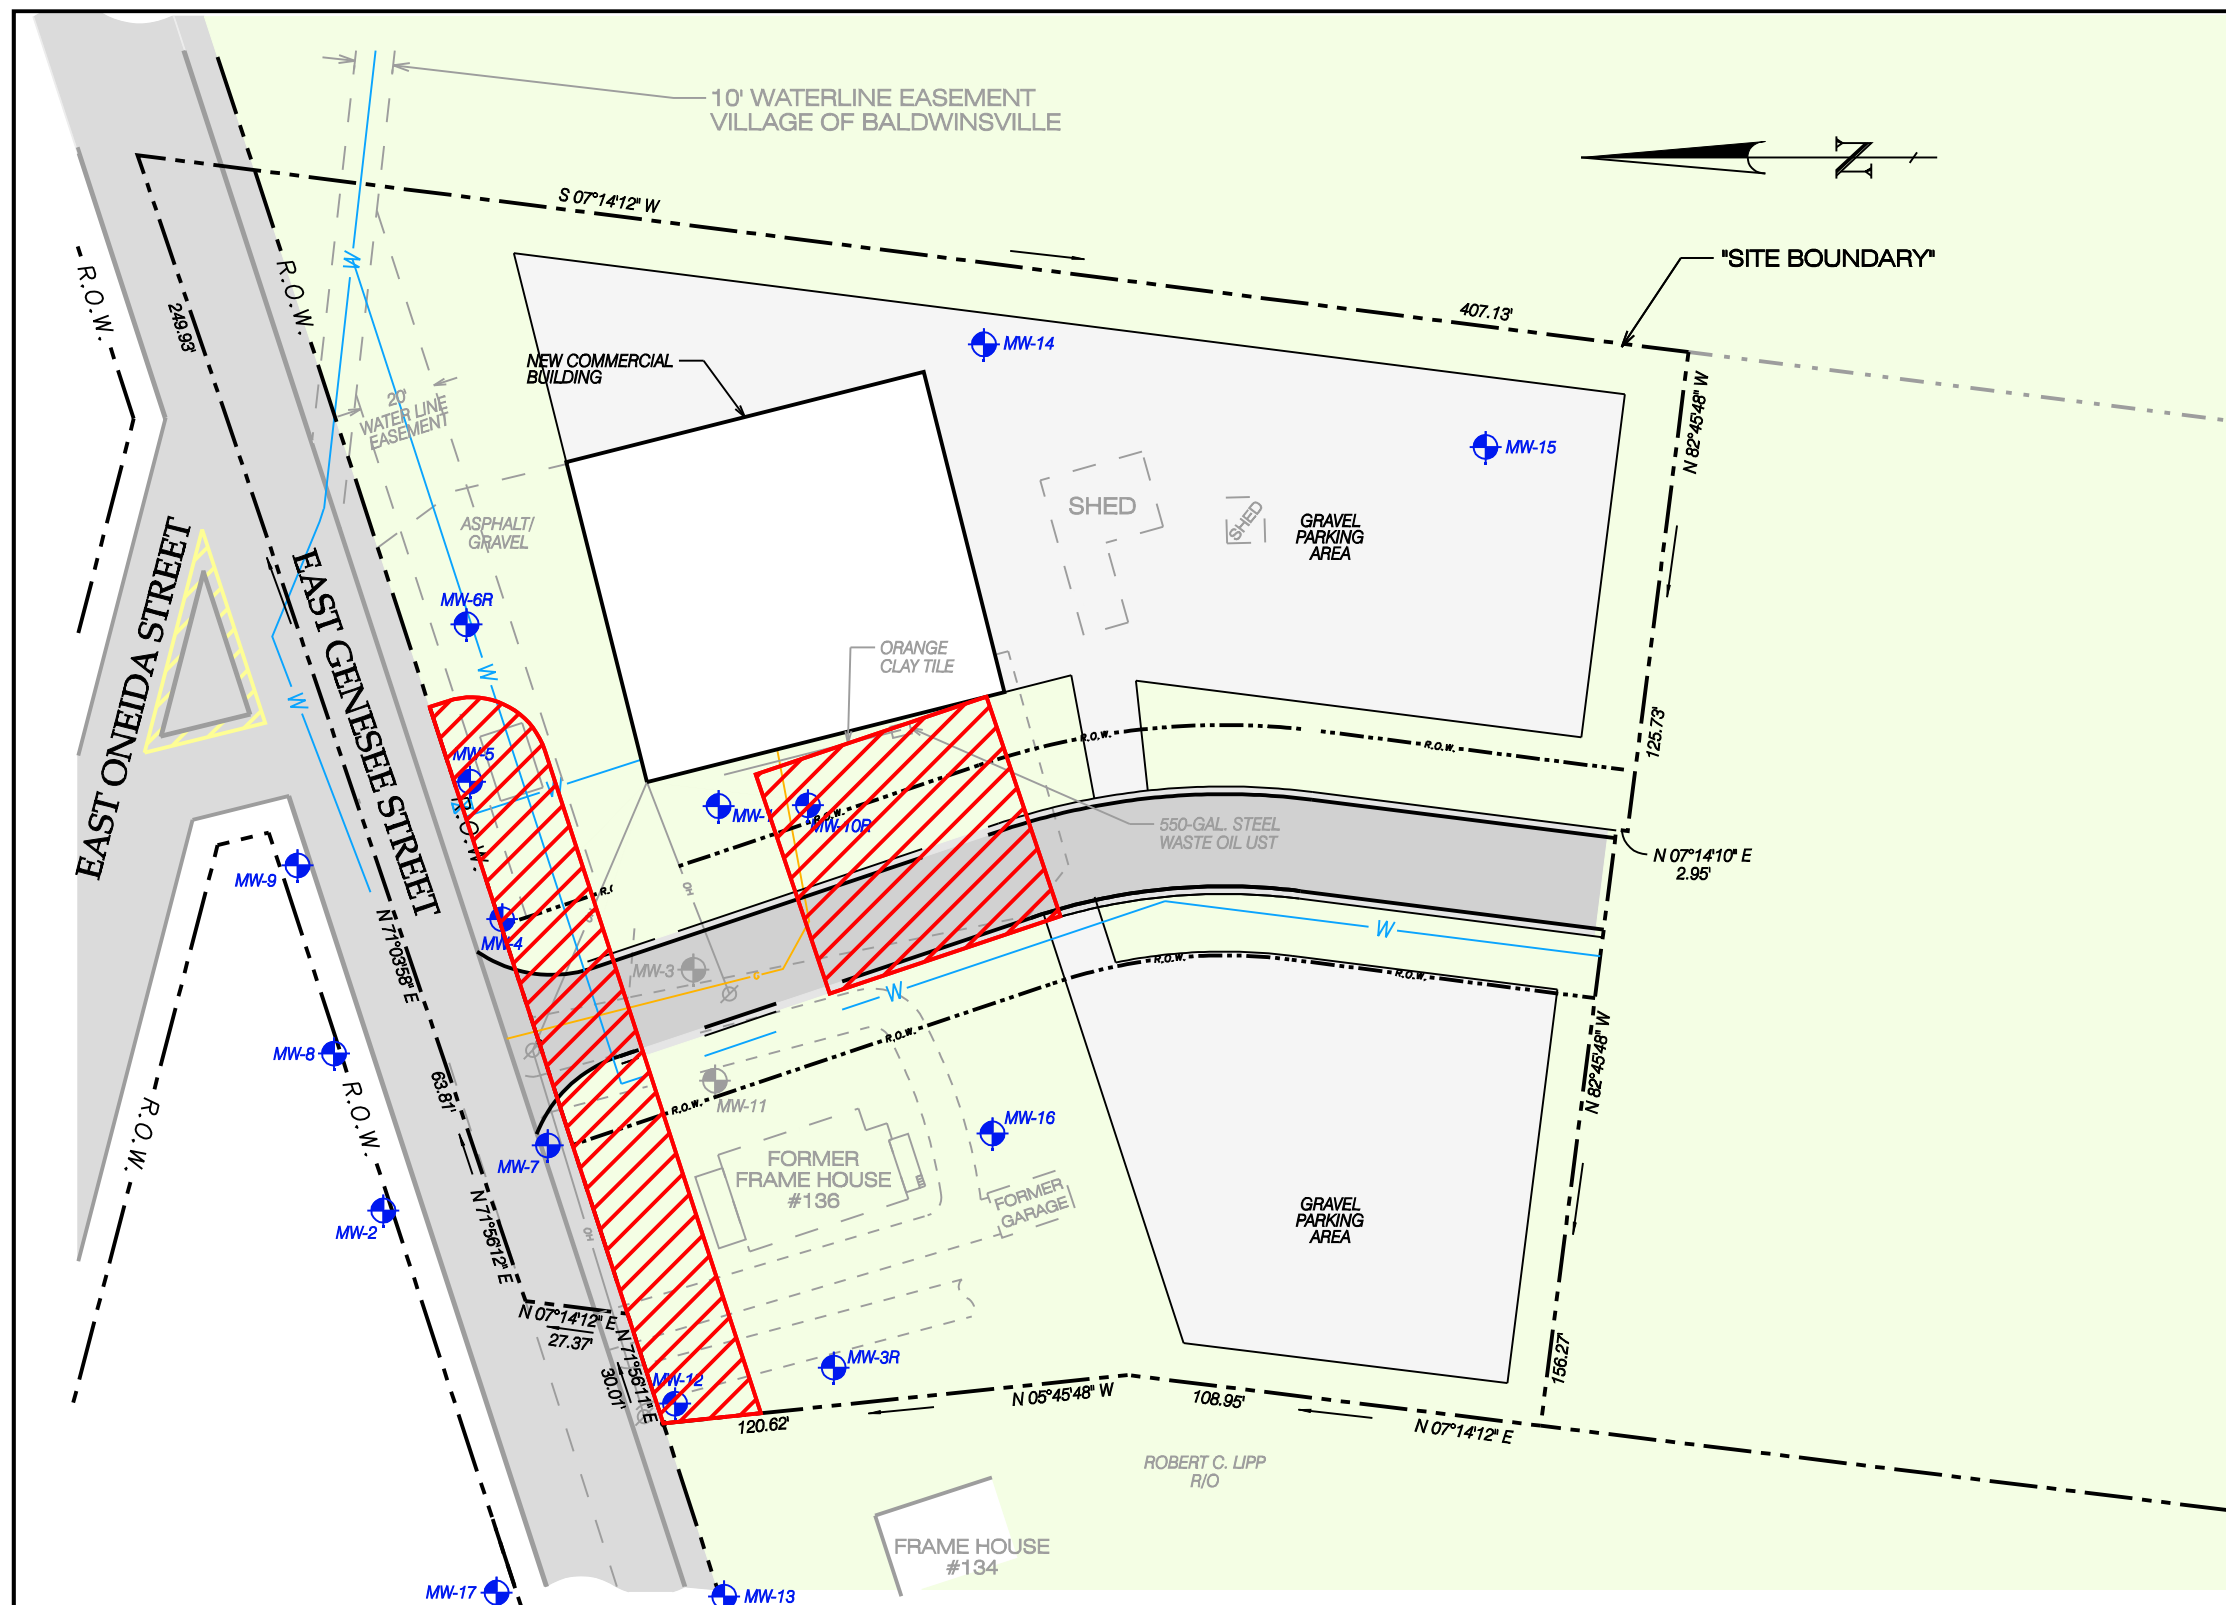 10' WATERLINE EASEMENT
VILLAGE OF BALDWINSVILLE
N
S 07°14'12" W
"SITE BOUNDARY"
R.O.W.
R.O.W.
W
249.93'
407.13'
MW-14
NEW COMMERCIAL
BUILDING
20'
WATER LINE
EASEMENT
N 82°45'48" W
MW-15
SHED
SHED
GRAVEL
PARKING
AREA
ASPHALT/
GRAVEL
EAST ONEIDA STREET
EAST GENESEE STREET
MW-6R
ORANGE
CLAY TILE
W
W
125.73'
R.O.W.
R.O.W.
MW-5
MW-1
MW-10R
R.O.W.
R.O.W.
550-GAL. STEEL
WASTE OIL UST
N 07°14'10" E
2.95'
MW-9
OH
MW-4
W
N 71°03'58" E
MW-3
G
R.O.W.
R.O.W.
W
R.O.W.
MW-8
63.81'
R.O.W.
R.O.W.
MW-11
R.O.W.
MW-16
N 82°45'48" W
MW-7
FORMER
FRAME HOUSE
#136
FORMER
GARAGE
GRAVEL
PARKING
AREA
MW-2
OH
N 71°56'12" E
N 07°14'12" E
27.37'
N 71°56'11" E
30.01'
MW-3R
MW-12
156.27'
N 05°45'48" W
108.95'
120.62'
N 07°14'12" E
ROBERT C. LIPP
R/O
FRAME HOUSE
#134
MW-17
MW-13